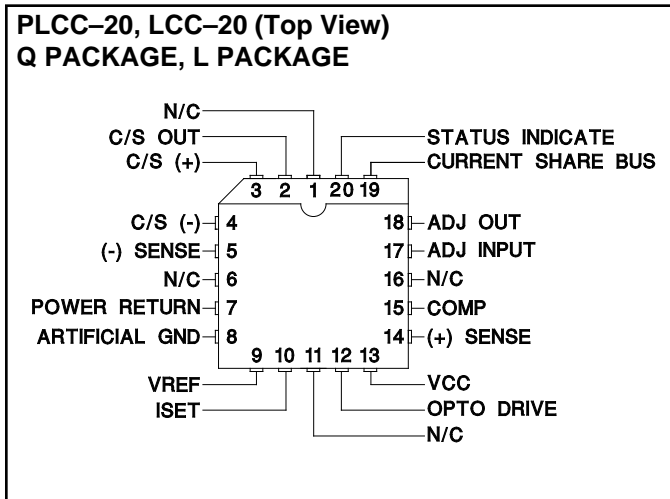 PLCC–20, LCC–20 (Top View)
Q PACKAGE, L PACKAGE
N/C
C/S OUT
C/S (+)
STATUS INDICATE
CURRENT SHARE BUS
3 2 1 20 19
C/S (-) 4
18 ADJ OUT
(-) SENSE 5
17 ADJ INPUT
N/C 6
16 N/C
POWER RETURN 7
15 COMP
ARTIFICIAL GND 8
14 (+) SENSE
9 10 11 12 13
VREF
VCC
ISET
OPTO DRIVE
N/C